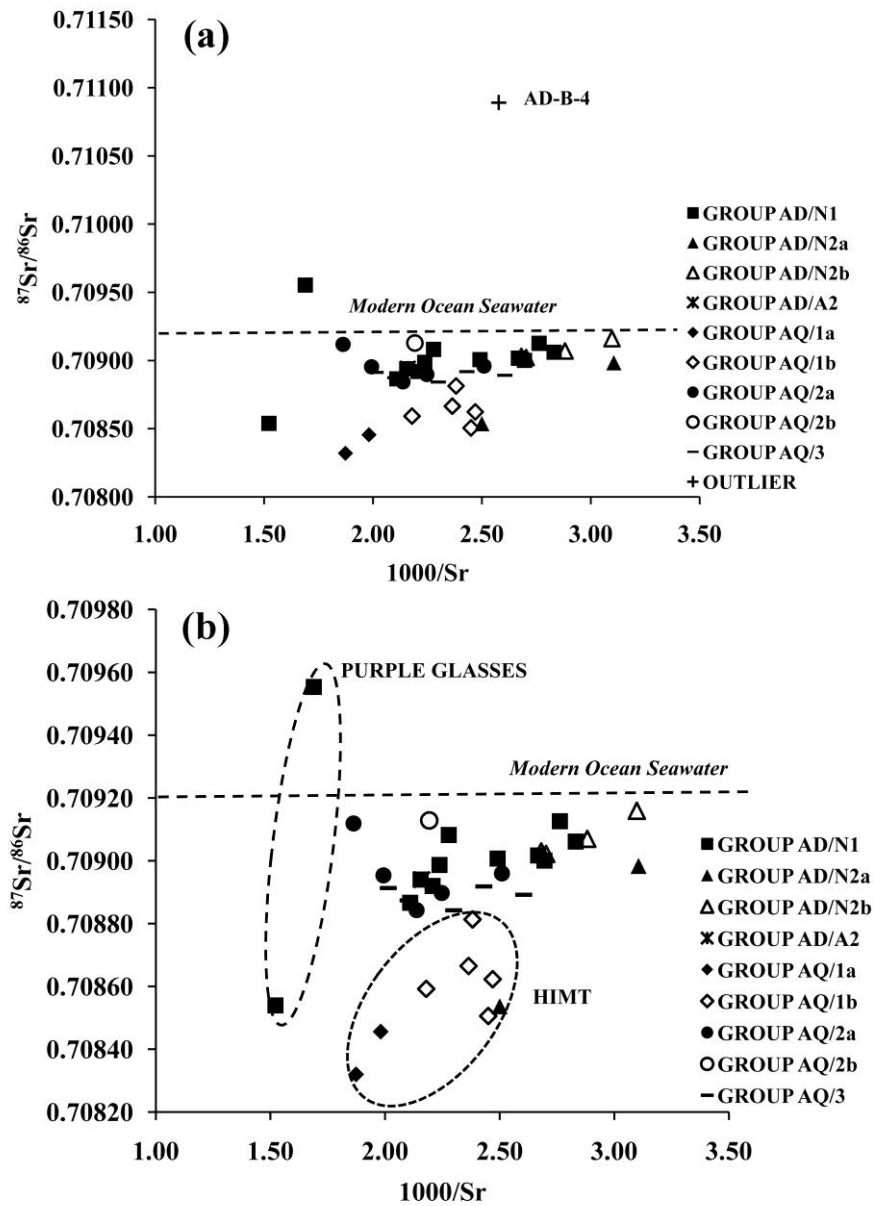 (a)
0.71150
0.71100
0.71050
0.71000
0.70950
0.70900
0.70850
0.70800
87Sr/86Sr
AD-B-4
Modern Ocean Seawater
GROUP AD/N1
GROUP AD/N2a
GROUP AD/N2b
GROUP AD/A2
GROUP AQ/1a
GROUP AQ/1b
GROUP AQ/2a
GROUP AQ/2b
GROUP AQ/3
OUTLIER
1.00 1.50 2.00 2.50 3.00 3.50
1000/Sr
(b)
0.70980
0.70960
0.70940
0.70920
0.70900
0.70880
0.70860
0.70840
0.70820
87Sr/86Sr
PURPLE GLASSES
Modern Ocean Seawater
HIMT
GROUP AD/N1
GROUP AD/N2a
GROUP AD/N2b
GROUP AD/A2
GROUP AQ/1a
GROUP AQ/1b
GROUP AQ/2a
GROUP AQ/2b
GROUP AQ/3
1.00 1.50 2.00 2.50 3.00 3.50
1000/Sr